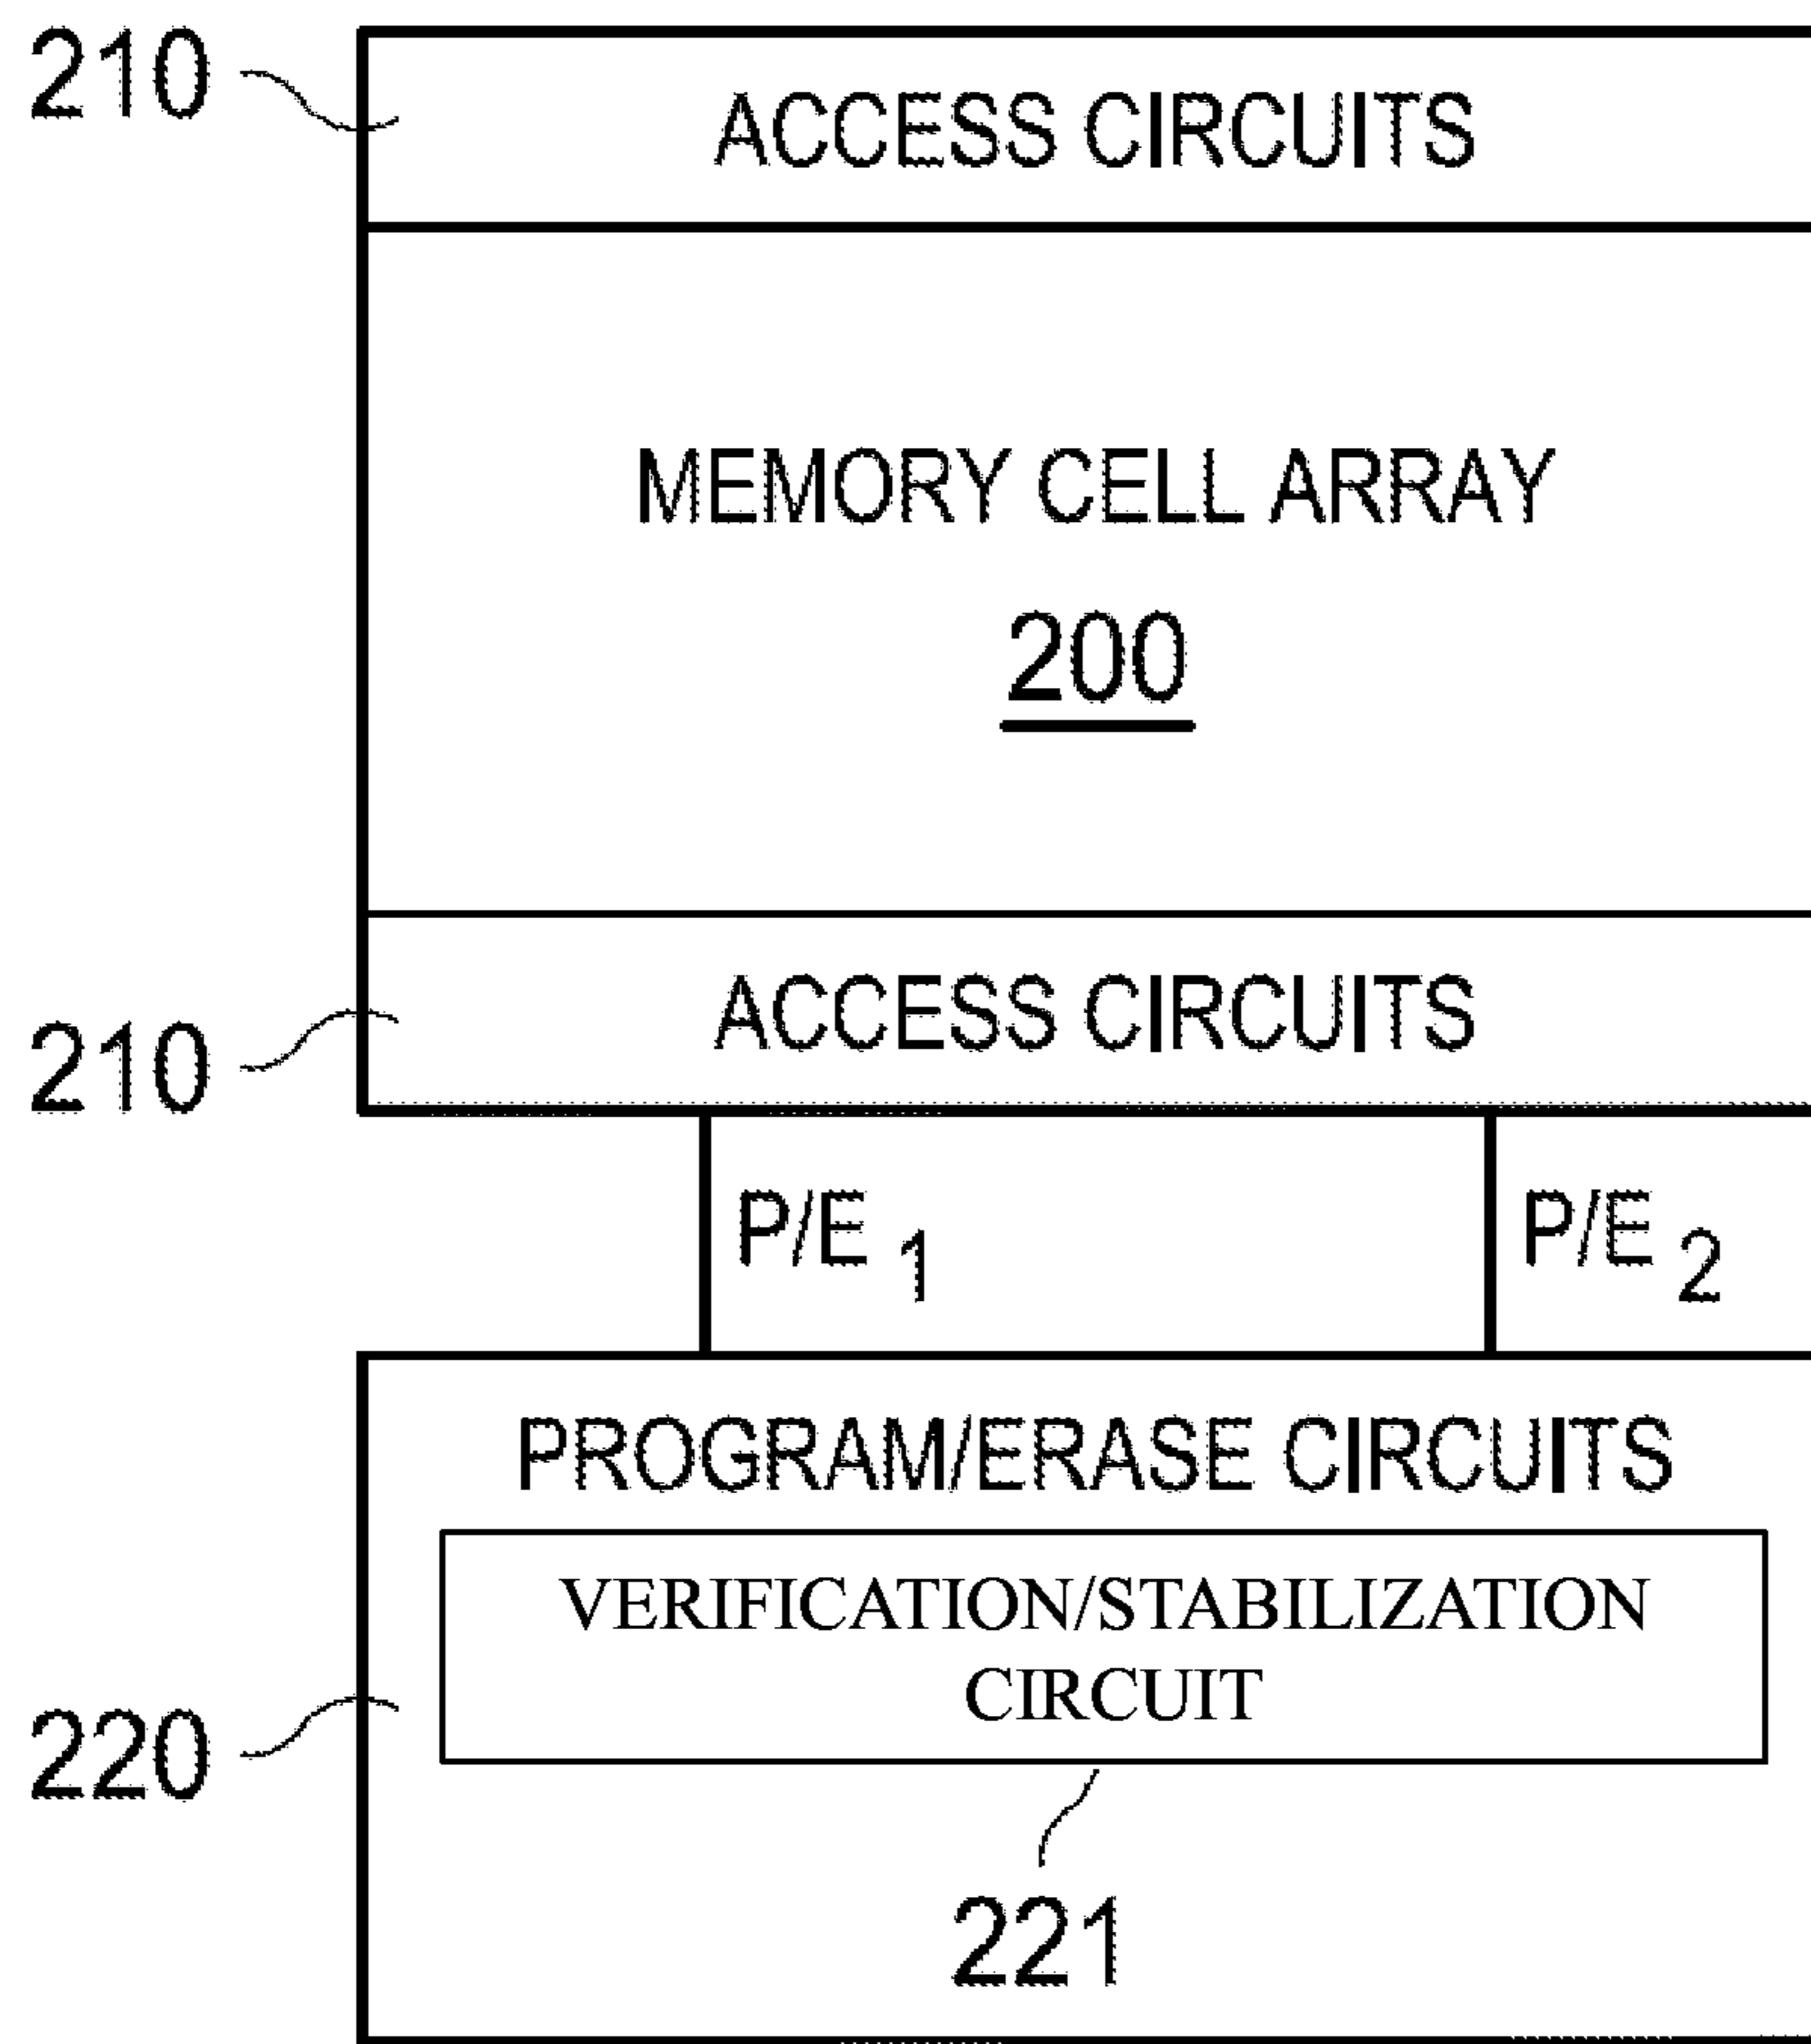 210
ACCESS CIRCUITS
MEMORY CELL ARRAY
200
ACCESS CIRCUITS
210
P/E 1
P/E 2
PROGRAM/ERASE CIRCUITS
VERIFICATION/STABILIZATION
CIRCUIT
220
221